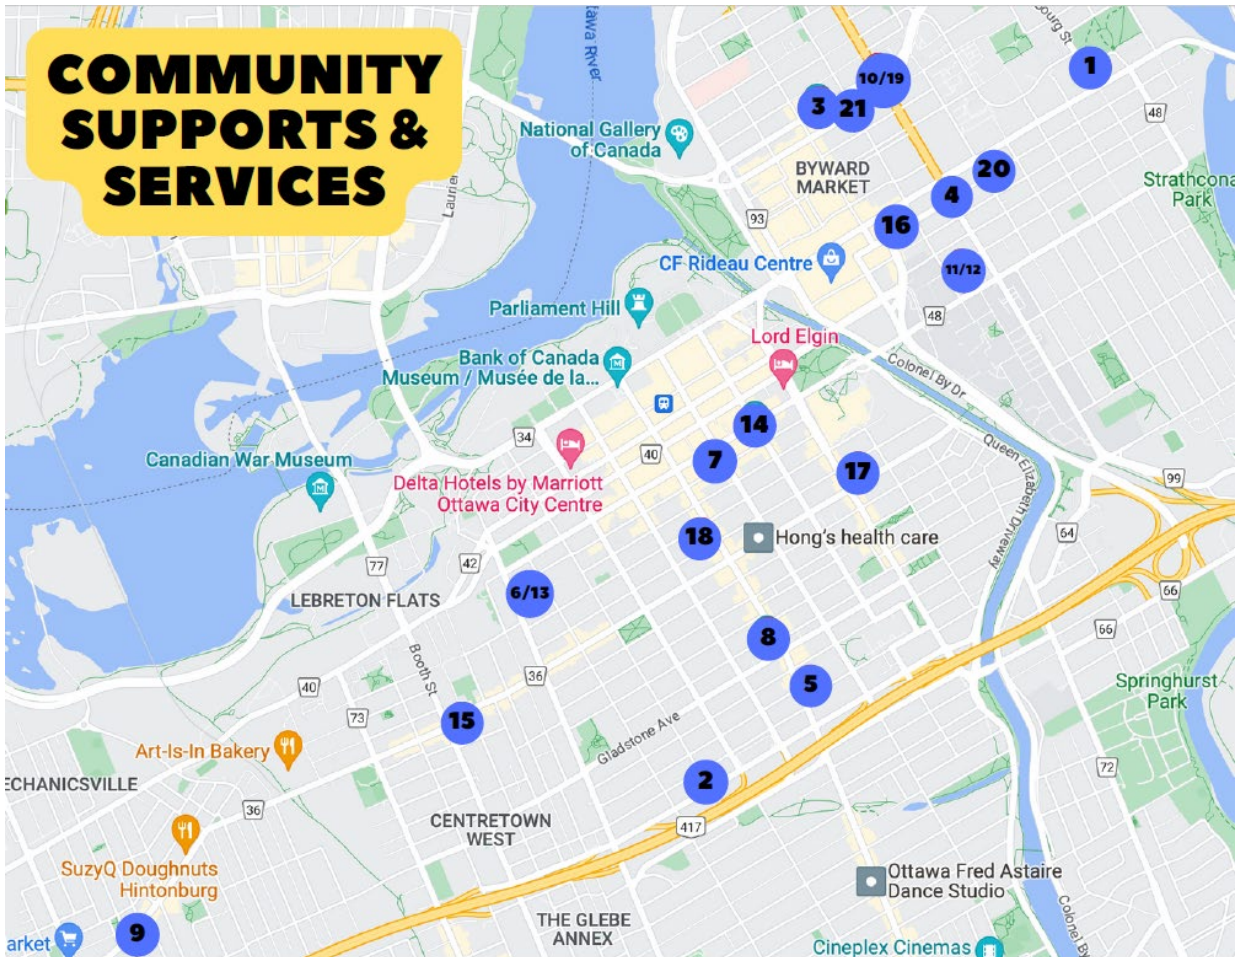 COMMUNITY
SUPPORTS &
SERVICES
tawa River
Laurier
National Gallery
of Canada
bourg St
1
10/19
3
21
48
BYWARD
MARKET
20
4
Strathcona
Park
93
16
CF Rideau Centre
11/12
48
Parliament Hill
Lord Elgin
Bank of Canada
Museum / Musée de la...
Colonel By Dr
34
14
40
7
17
Queen Elizabeth Driveway
99
Canadian War Museum
Delta Hotels by Marriott
Ottawa City Centre
18
Hong's health care
64
77
42
6/13
66
LEBRETON FLATS
66
8
Booth St
36
5
Springhurst
Park
40
73
15
Gladstone Ave
Art-Is-In Bakery
72
2
ECHANICSVILLE
36
417
CENTRETOWN
WEST
SuzyQ Doughnuts
Hintonburg
Ottawa Fred Astaire
Dance Studio
9
arket
THE GLEBE
ANNEX
Colonel By
Cineplex Cinemas